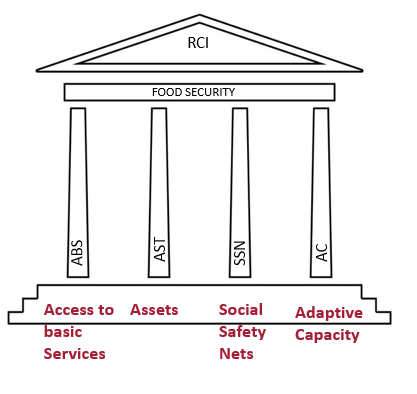 RCI
FOOD SECURITY
ABS
AST
SSN
AC
Access to
basic
Services
Assets
Social
Safety
Nets
Adaptive
Capacity